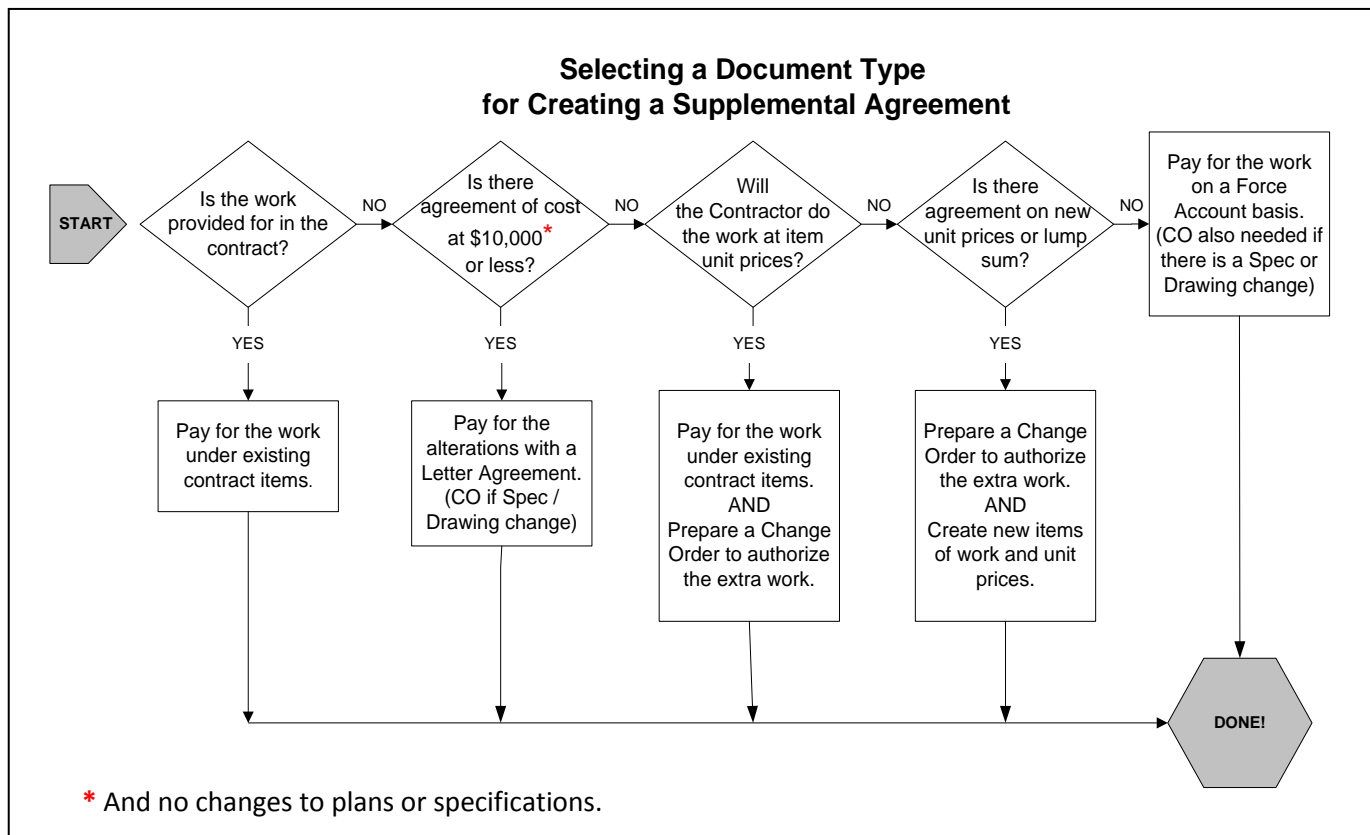 Selecting a Document Type
for Creating a Supplemental Agreement
START
Is the work
provided for in the
contract?
NO
Is there
agreement of cost
at $10,000*
or less?
NO
Will
the Contractor do
the work at item
unit prices?
NO
Is there
agreement on new
unit prices or lump
sum?
NO
Pay for the work
on a Force
Account basis.
(CO also needed if
there is a Spec or
Drawing change)
YES
YES
YES
YES
Pay for the work
under existing
contract items.
Pay for the
alterations with a
Letter Agreement.
(CO if Spec /
Drawing change)
Pay for the work
under existing
contract items.
AND
Prepare a Change
Order to authorize
the extra work.
Prepare a Change
Order to authorize
the extra work.
AND
Create new items
of work and unit
prices.
DONE!
* And no changes to plans or specifications.